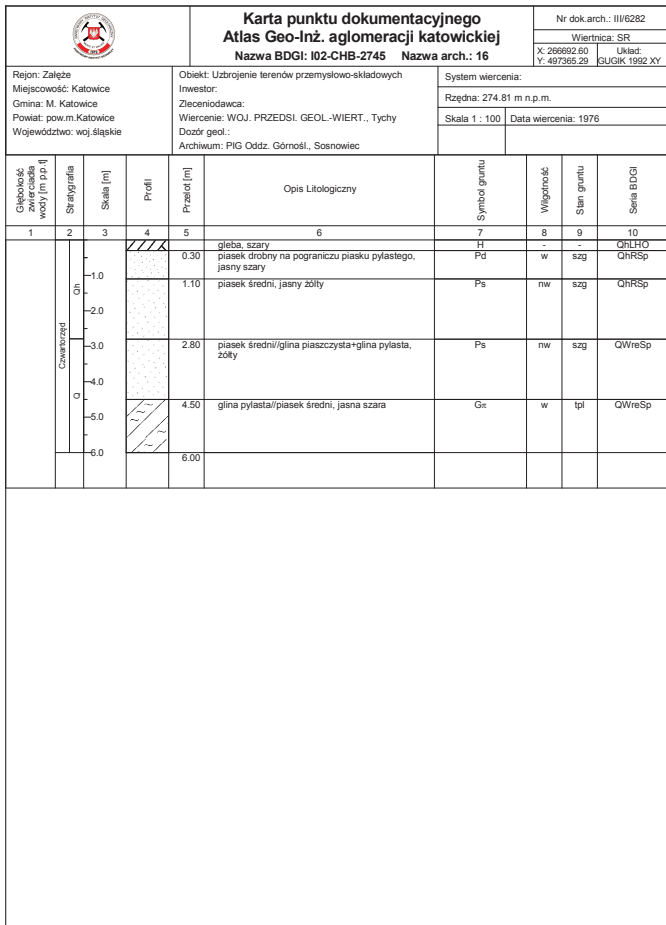 Karta punktu dokumentacyjnego
Atlas Geo-Inż. aglomeracji katowickiej
Nazwa BDGI: I02-CHB-2745 Nazwa arch.: 16
Nr dok.arch.: III/6282
Wiertnica: SR
X: 266692.60
Y: 497365.29
Układ:
GUGIK 1992 XY
Rejon: Załęże
Miejscowość: Katowice
Gmina: M. Katowice
Powiat: pow.m.Katowice
Województwo: woj.śląskie
Obiekt: Uzbrojenie terenów przemysłowo-składowych
Inwestor:
Zleceniodawca:
Wiercenie: WOJ. PRZEDSI. GEOL.-WIERT., Tychy
Dozór geol.:
Archiwum: PIG Oddz. Górnośl., Sosnowiec
System wiercenia:
Rzędna: 274.81 m n.p.m.
Skala 1 : 100 Data wiercenia: 1976
Głębokość
zwierciadła
wody [m p.p.t]
Stratygrafia
Skala [m]
Profil
Przelot [m]
Opis Litologiczny
Symbol gruntu
Wilgotność
Stan gruntu
Seria BDGI
1 2 3 4 5 6 7 8 9 10
gleba, szary H - - QhLHO
0.30 piasek drobny na pograniczu piasku pylastego, Pd w szg QhRSp
jasny szary
-1.0
1.10 piasek średni, jasny żółty Ps nw szg QhRSp
Qh
-2.0
2.80 piasek średni//glina piaszczysta+glina pylasta, Ps nw szg QWreSp
żółty
-3.0
Czwartorzęd
-4.0
Q
4.50 glina pylasta//piasek średni, jasna szara Gπ w tpl QWreSp
-5.0
-6.0
6.00